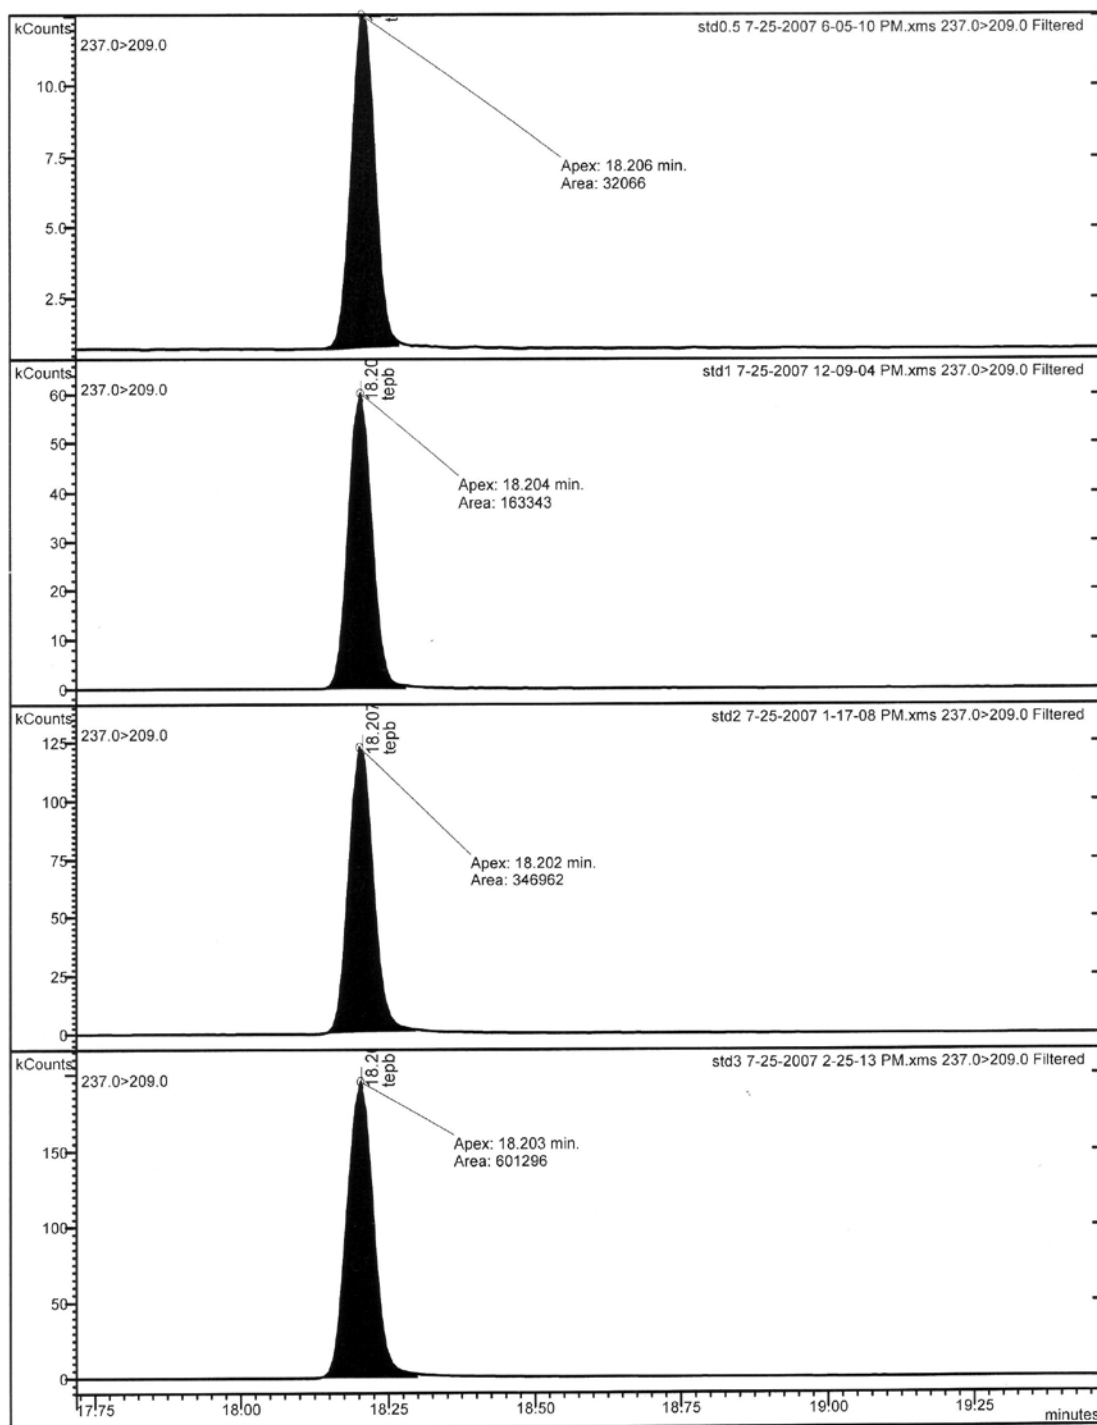 kCounts
std0.5 7-25-2007 6-05-10 PM.xms 237.0>209.0 Filtered
237.0>209.0
10.0
7.5
5.0
2.5
Apex: 18.206 min.
Area: 32066
kCounts
std1 7-25-2007 12-09-04 PM.xms 237.0>209.0 Filtered
237.0>209.0
18.20
tepb
60
50
40
30
20
10
0
Apex: 18.204 min.
Area: 163343
kCounts
std2 7-25-2007 1-17-08 PM.xms 237.0>209.0 Filtered
237.0>209.0
18.207
tepb
125
100
75
50
25
0
Apex: 18.202 min.
Area: 346962
kCounts
std3 7-25-2007 2-25-13 PM.xms 237.0>209.0 Filtered
237.0>209.0
18.2
tepb
150
100
50
0
Apex: 18.203 min.
Area: 601296
17.75 18.00 18.25 18.50 18.75 19.00 19.25
minutes